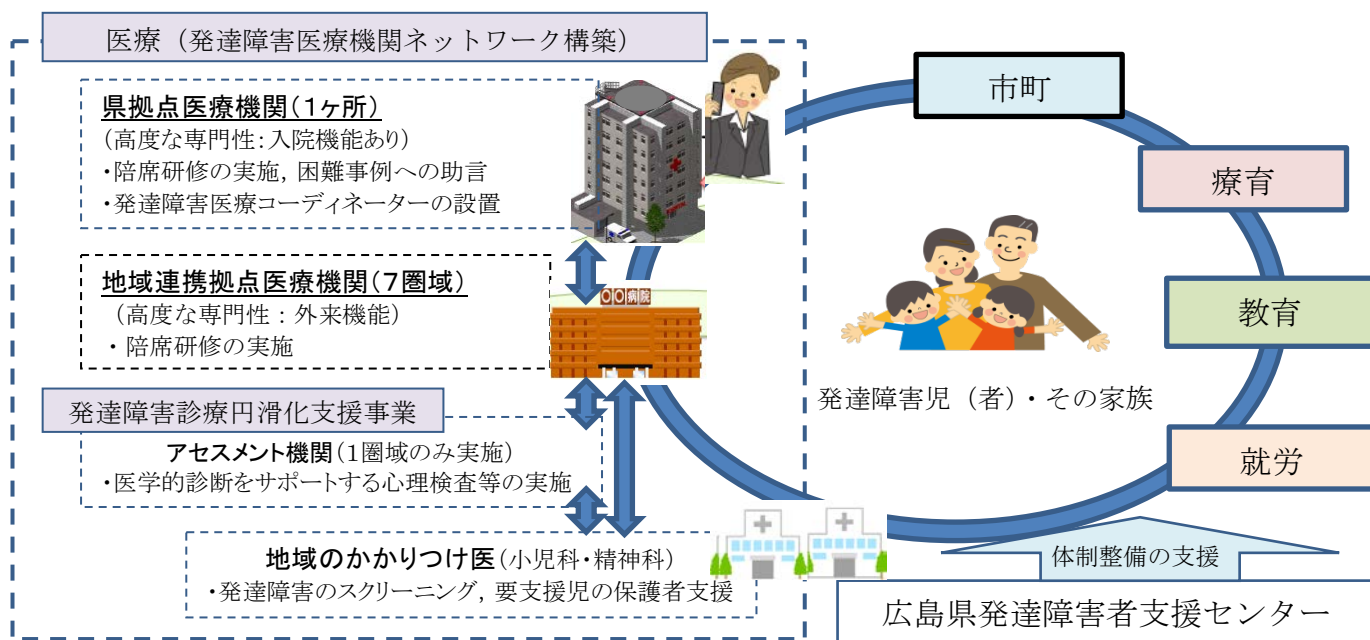 医療（発達障害医療機関ネットワーク構築）
県拠点医療機関（１ヶ所）
（高度な専門性：入院機能あり）
・陪席研修の実施，困難事例への助言
・発達障害医療コーディネーターの設置
地域連携拠点医療機関（７圏域）
（高度な専門性：外来機能）
・陪席研修の実施
〇〇病院
発達障害診療円滑化支援事業
アセスメント機関（１圏域のみ実施）
・医学的診断をサポートする心理検査等の実施
地域のかかりつけ医（小児科・精神科）
・発達障害のスクリーニング，要支援児の保護者支援
市町
療育
教育
就労
発達障害児（者）・その家族
体制整備の支援
広島県発達障害者支援センター